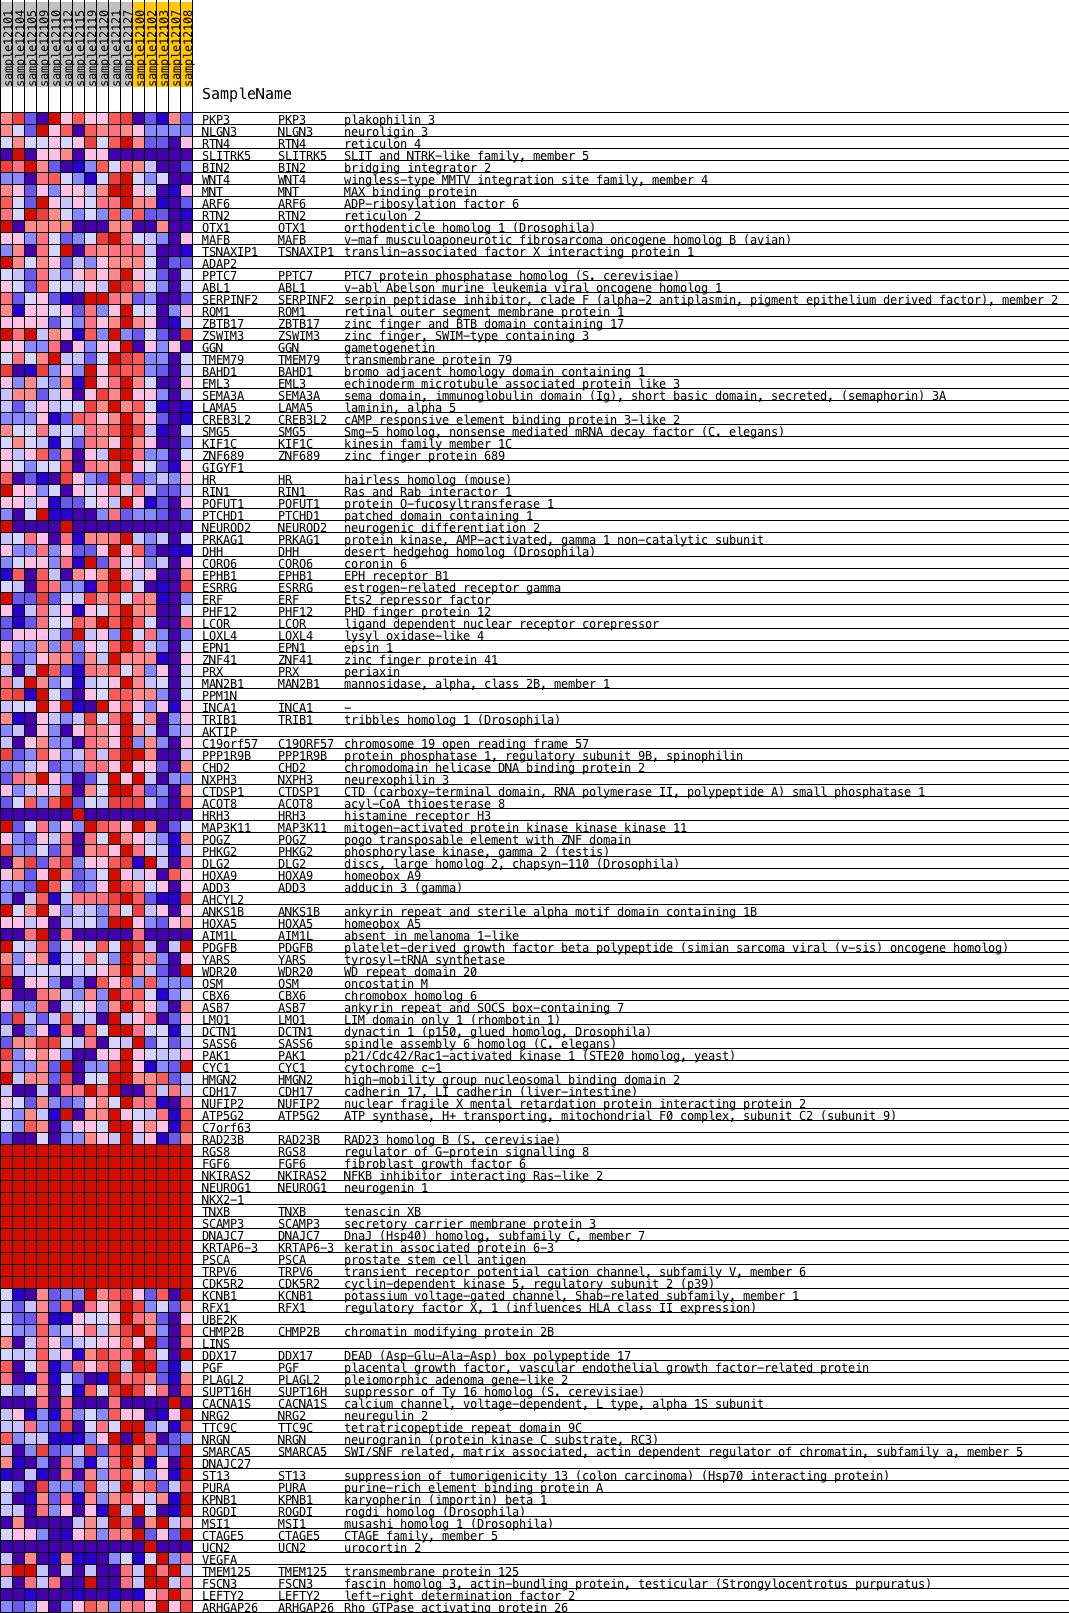 sample12101
sample12104
sample12105
sample12109
sample12110
sample12112
sample12115
sample12119
sample12120
sample12121
sample12127
sample12100
sample12102
sample12103
sample12107
sample12108
SampleName
PKP3 PKP3 plakophilin 3
NLGN3 NLGN3 neuroligin 3
RTN4 RTN4 reticulon 4
SLITRK5 SLITRK5 SLIT and NTRK-like family, member 5
BIN2 BIN2 bridging integrator 2
WNT4 WNT4 wingless-type MMTV integration site family, member 4
MNT MNT MAX binding protein
ARF6 ARF6 ADP-ribosylation factor 6
RTN2 RTN2 reticulon 2
OTX1 OTX1 orthodenticle homolog 1 (Drosophila)
MAFB MAFB v-maf musculoaponeurotic fibrosarcoma oncogene homolog B (avian)
TSNAXIP1 TSNAXIP1 translin-associated factor X interacting protein 1
ADAP2
PPTC7 PPTC7 PTC7 protein phosphatase homolog (S. cerevisiae)
ABL1 ABL1 v-abl Abelson murine leukemia viral oncogene homolog 1
SERPINF2 SERPINF2 serpin peptidase inhibitor, clade F (alpha-2 antiplasmin, pigment epithelium derived factor), member 2
ROM1 ROM1 retinal outer segment membrane protein 1
ZBTB17 ZBTB17 zinc finger and BTB domain containing 17
ZSWIM3 ZSWIM3 zinc finger, SWIM-type containing 3
GGN GGN gametogenetin
TMEM79 TMEM79 transmembrane protein 79
BAHD1 BAHD1 bromo adjacent homology domain containing 1
EML3 EML3 echinoderm microtubule associated protein like 3
SEMA3A SEMA3A sema domain, immunoglobulin domain (Ig), short basic domain, secreted, (semaphorin) 3A
LAMA5 LAMA5 laminin, alpha 5
CREB3L2 CREB3L2 cAMP responsive element binding protein 3-like 2
SMG5 SMG5 Smg-5 homolog, nonsense mediated mRNA decay factor (C. elegans)
KIF1C KIF1C kinesin family member 1C
ZNF689 ZNF689 zinc finger protein 689
GIGYF1
HR HR hairless homolog (mouse)
RIN1 RIN1 Ras and Rab interactor 1
POFUT1 POFUT1 protein O-fucosyltransferase 1
PTCHD1 PTCHD1 patched domain containing 1
NEUROD2 NEUROD2 neurogenic differentiation 2
PRKAG1 PRKAG1 protein kinase, AMP-activated, gamma 1 non-catalytic subunit
DHH DHH desert hedgehog homolog (Drosophila)
CORO6 CORO6 coronin 6
EPHB1 EPHB1 EPH receptor B1
ESRRG ESRRG estrogen-related receptor gamma
ERF ERF Ets2 repressor factor
PHF12 PHF12 PHD finger protein 12
LCOR LCOR ligand dependent nuclear receptor corepressor
LOXL4 LOXL4 lysyl oxidase-like 4
EPN1 EPN1 epsin 1
ZNF41 ZNF41 zinc finger protein 41
PRX PRX periaxin
MAN2B1 MAN2B1 mannosidase, alpha, class 2B, member 1
PPM1N
INCA1 INCA1 -
TRIB1 TRIB1 tribbles homolog 1 (Drosophila)
AKTIP
C19orf57 C19ORF57 chromosome 19 open reading frame 57
PPP1R9B PPP1R9B protein phosphatase 1, regulatory subunit 9B, spinophilin
CHD2 CHD2 chromodomain helicase DNA binding protein 2
NXPH3 NXPH3 neurexophilin 3
CTDSP1 CTDSP1 CTD (carboxy-terminal domain, RNA polymerase II, polypeptide A) small phosphatase 1
ACOT8 ACOT8 acyl-CoA thioesterase 8
HRH3 HRH3 histamine receptor H3
MAP3K11 MAP3K11 mitogen-activated protein kinase kinase kinase 11
POGZ POGZ pogo transposable element with ZNF domain
PHKG2 PHKG2 phosphorylase kinase, gamma 2 (testis)
DLG2 DLG2 discs, large homolog 2, chapsyn-110 (Drosophila)
HOXA9 HOXA9 homeobox A9
ADD3 ADD3 adducin 3 (gamma)
AHCYL2
ANKS1B ANKS1B ankyrin repeat and sterile alpha motif domain containing 1B
HOXA5 HOXA5 homeobox A5
AIM1L AIM1L absent in melanoma 1-like
PDGFB PDGFB platelet-derived growth factor beta polypeptide (simian sarcoma viral (v-sis) oncogene homolog)
YARS YARS tyrosyl-tRNA synthetase
WDR20 WDR20 WD repeat domain 20
OSM OSM oncostatin M
CBX6 CBX6 chromobox homolog 6
ASB7 ASB7 ankyrin repeat and SOCS box-containing 7
LMO1 LMO1 LIM domain only 1 (rhombotin 1)
DCTN1 DCTN1 dynactin 1 (p150, glued homolog, Drosophila)
SASS6 SASS6 spindle assembly 6 homolog (C. elegans)
PAK1 PAK1 p21/Cdc42/Rac1-activated kinase 1 (STE20 homolog, yeast)
CYC1 CYC1 cytochrome c-1
HMGN2 HMGN2 high-mobility group nucleosomal binding domain 2
CDH17 CDH17 cadherin 17, LI cadherin (liver-intestine)
NUFIP2 NUFIP2 nuclear fragile X mental retardation protein interacting protein 2
ATP5G2 ATP5G2 ATP synthase, H+ transporting, mitochondrial F0 complex, subunit C2 (subunit 9)
C7orf63
RAD23B RAD23B RAD23 homolog B (S. cerevisiae)
RGS8 RGS8 regulator of G-protein signalling 8
FGF6 FGF6 fibroblast growth factor 6
NKIRAS2 NKIRAS2 NFKB inhibitor interacting Ras-like 2
NEUROG1 NEUROG1 neurogenin 1
NKX2-1
TNXB TNXB tenascin XB
SCAMP3 SCAMP3 secretory carrier membrane protein 3
DNAJC7 DNAJC7 DnaJ (Hsp40) homolog, subfamily C, member 7
KRTAP6-3 KRTAP6-3 keratin associated protein 6-3
PSCA PSCA prostate stem cell antigen
TRPV6 TRPV6 transient receptor potential cation channel, subfamily V, member 6
CDK5R2 CDK5R2 cyclin-dependent kinase 5, regulatory subunit 2 (p39)
KCNB1 KCNB1 potassium voltage-gated channel, Shab-related subfamily, member 1
RFX1 RFX1 regulatory factor X, 1 (influences HLA class II expression)
UBE2K
CHMP2B CHMP2B chromatin modifying protein 2B
LINS
DDX17 DDX17 DEAD (Asp-Glu-Ala-Asp) box polypeptide 17
PGF PGF placental growth factor, vascular endothelial growth factor-related protein
PLAGL2 PLAGL2 pleiomorphic adenoma gene-like 2
SUPT16H SUPT16H suppressor of Ty 16 homolog (S. cerevisiae)
CACNA1S CACNA1S calcium channel, voltage-dependent, L type, alpha 1S subunit
NRG2 NRG2 neuregulin 2
TTC9C TTC9C tetratricopeptide repeat domain 9C
NRGN NRGN neurogranin (protein kinase C substrate, RC3)
SMARCA5 SMARCA5 SWI/SNF related, matrix associated, actin dependent regulator of chromatin, subfamily a, member 5
DNAJC27
ST13 ST13 suppression of tumorigenicity 13 (colon carcinoma) (Hsp70 interacting protein)
PURA PURA purine-rich element binding protein A
KPNB1 KPNB1 karyopherin (importin) beta 1
ROGDI ROGDI rogdi homolog (Drosophila)
MSI1 MSI1 musashi homolog 1 (Drosophila)
CTAGE5 CTAGE5 CTAGE family, member 5
UCN2 UCN2 urocortin 2
VEGFA
TMEM125 TMEM125 transmembrane protein 125
FSCN3 FSCN3 fascin homolog 3, actin-bundling protein, testicular (Strongylocentrotus purpuratus)
LEFTY2 LEFTY2 left-right determination factor 2
ARHGAP26 ARHGAP26 Rho GTPase activating protein 26